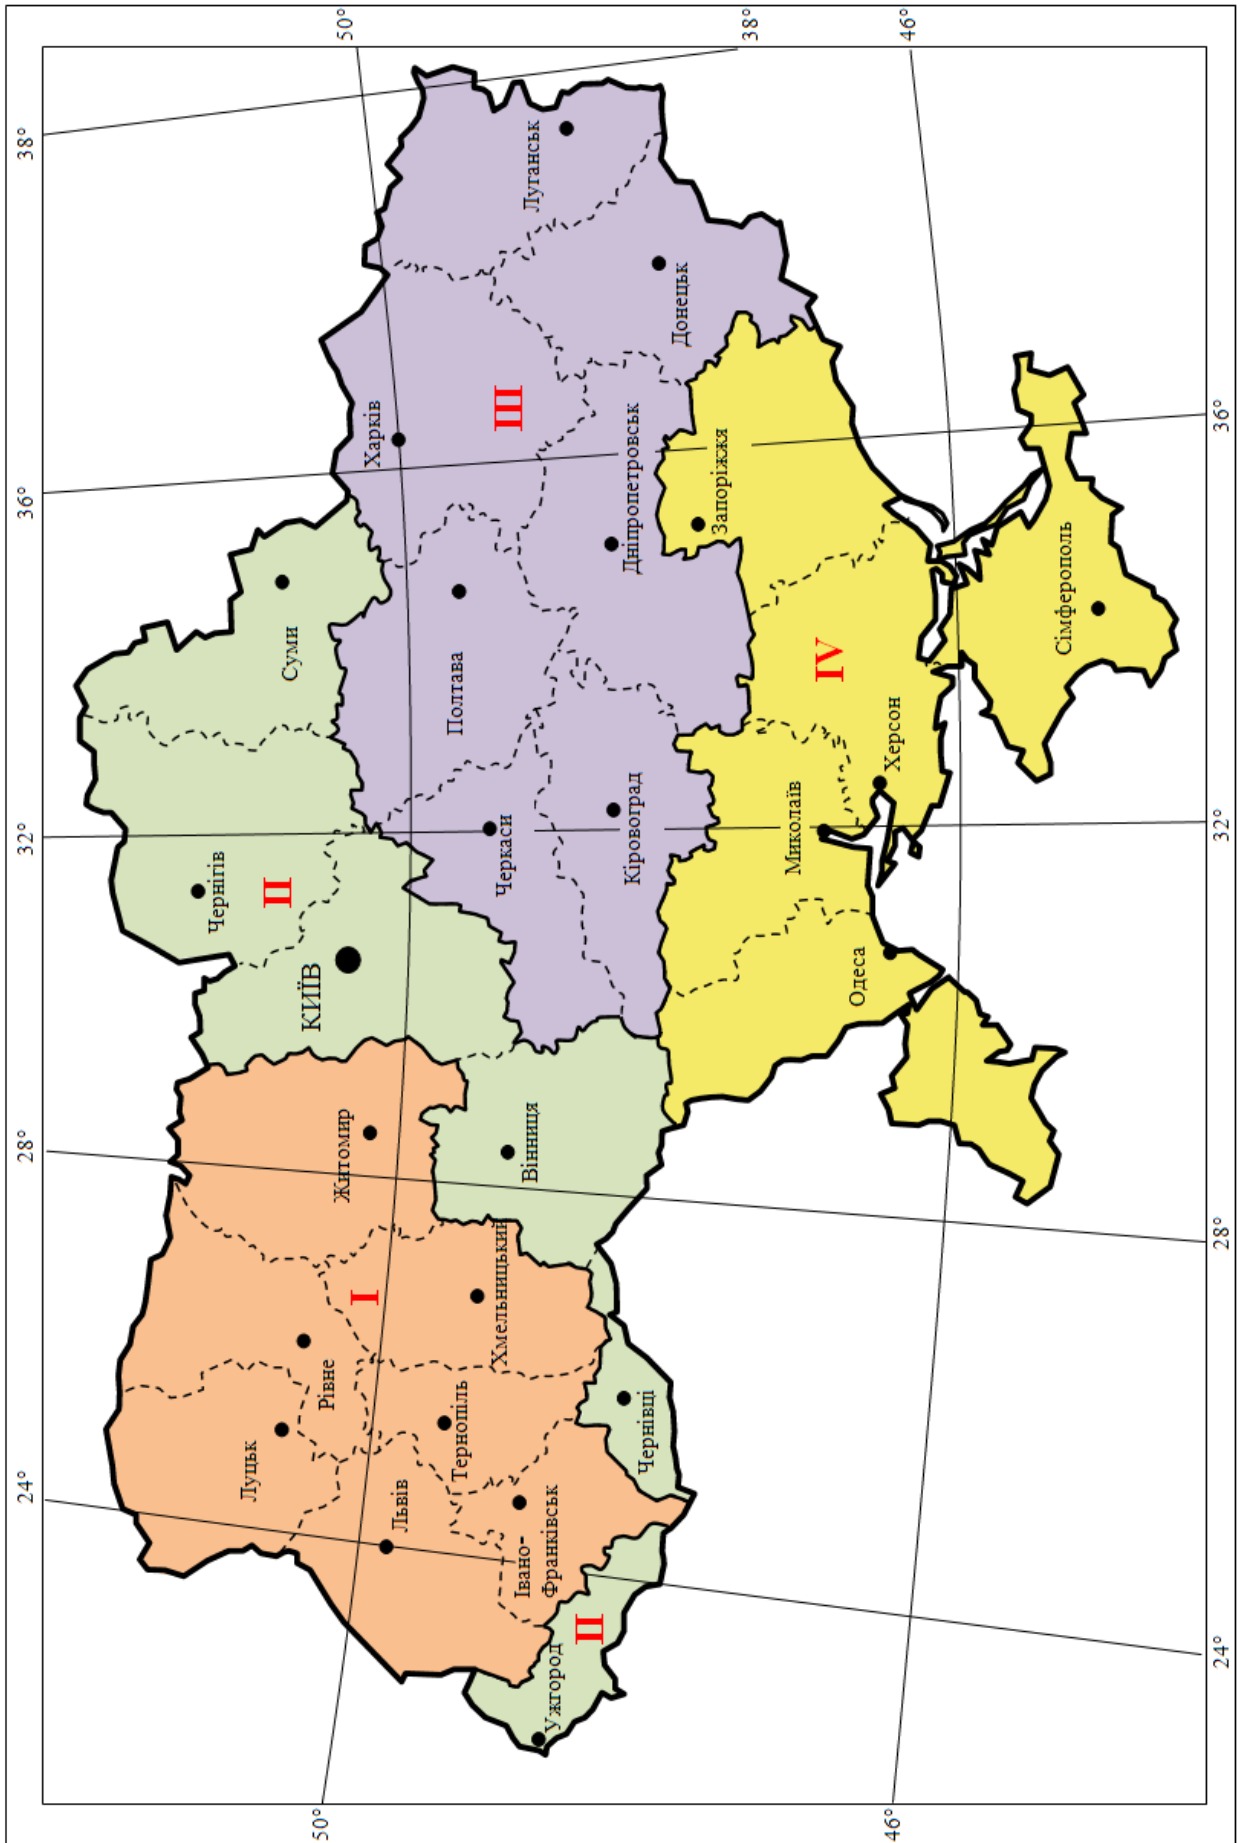 24°
28°
32°
36°
38°
50°
50°
38°
46°
46°
24°
28°
32°
36°
I
II
II
III
IV
Луцьк
Рівне
Житомир
КИЇВ
Чернігів
Суми
Харків
Луганськ
Львів
Тернопіль
Хмельницький
Вінниця
Черкаси
Полтава
Івано-
Франківськ
Ужгород
Чернівці
Кіровоград
Дніпропетровськ
Донецьк
Запоріжжя
Одеса
Миколаїв
Херсон
Сімферополь